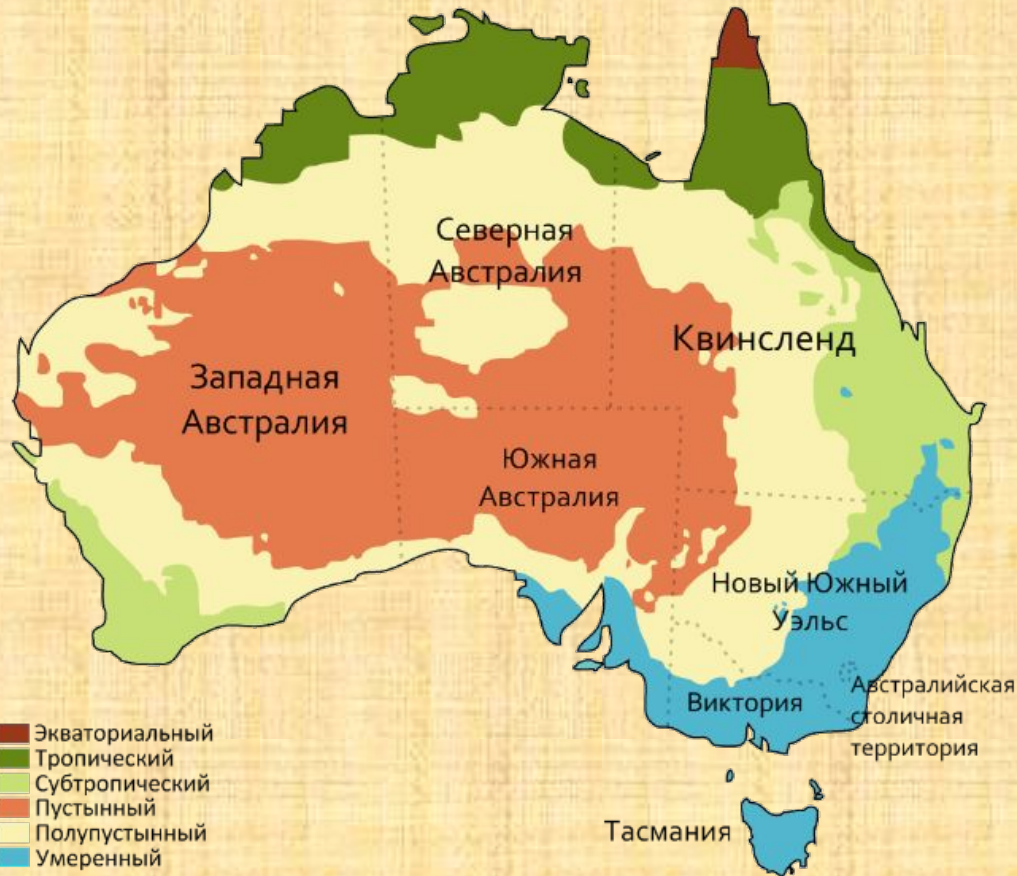 Северная
Австралия
Квинсленд
Западная
Австралия
Южная
Австралия
Новый Южный
Уэльс
Виктория
Австралийская
столичная
территория
Тасмания
Экваториальный
Тропический
Субтропический
Пустынный
Полупустынный
Умеренный